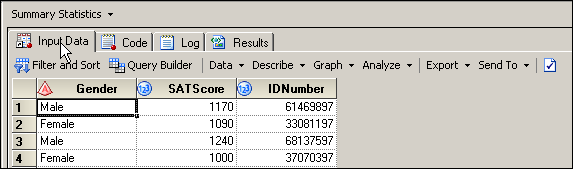 Summary Statistics
Input Data Code Log Results
Filter and Sort Query Builder Data Describe Graph Analyze Export Send To
Gender SATScore IDNumber
1 Male 1170 61469897
2 Female 1090 33081197
3 Male 1240 68137597
4 Female 1000 37070397